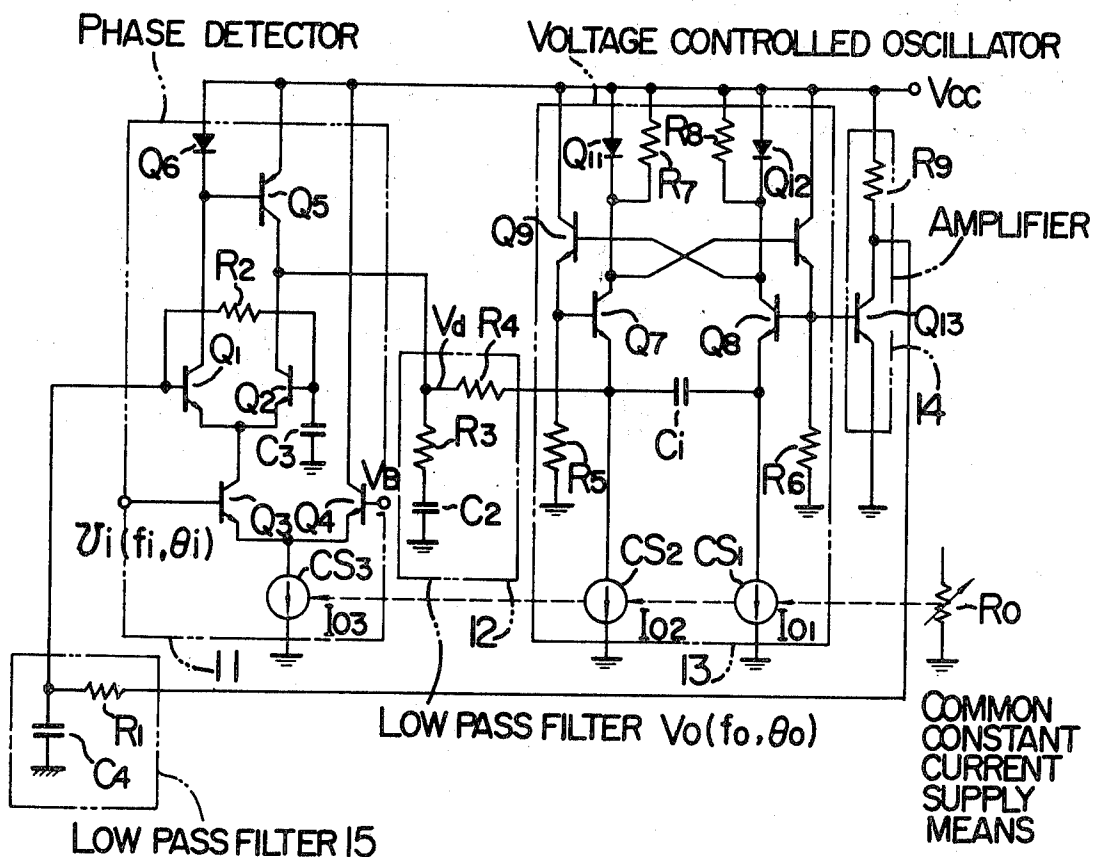 PHASE DETECTOR
VOLTAGE CONTROLLED OSCILLATOR
Vcc
Q6
Q5
Q11
R7
R8
Q12
R9
AMPLIFIER
Q9
R2
Q1
Q2
C3
Vd
R4
Q7
Q8
Q13
14
R3
Ci
R5
R6
VB
Q3
Q4
C2
υi(fi,θi)
CS3
CS2
CS1
I03
I02
I01
R0
11
12
13
R1
C4
LOW PASS FILTER
Vo(fo,θo)
COMMON
CONSTANT
CURRENT
SUPPLY
MEANS
LOW PASS FILTER 15